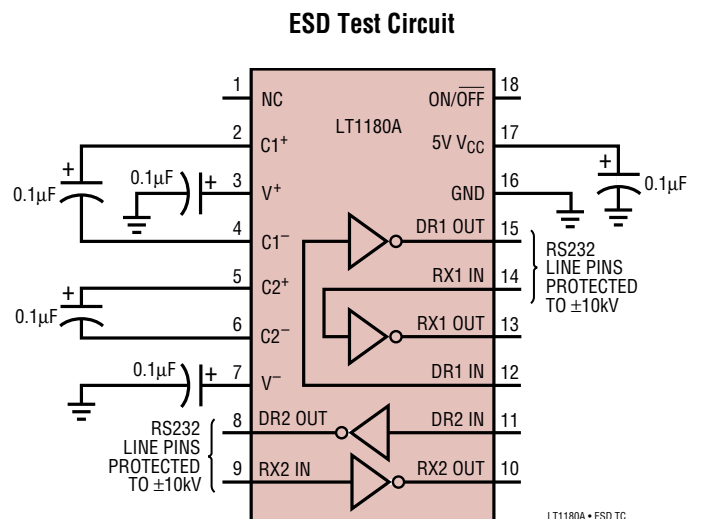 ESD Test Circuit
LT1180A
1 NC
ON/OFF 18
2 C1+
5V VCC 17
+
0.1µF
0.1µF
+
3 V+
GND 16
+
0.1µF
4 C1–
DR1 OUT 15
RX1 IN 14
RS232
LINE PINS
PROTECTED
TO ±10kV
5 C2+
+
0.1µF
6 C2–
RX1 OUT 13
0.1µF
+
7 V–
DR1 IN 12
RS232
LINE PINS
PROTECTED
TO ±10kV
8 DR2 OUT
DR2 IN 11
9 RX2 IN
RX2 OUT 10
LT1180A • ESD TC